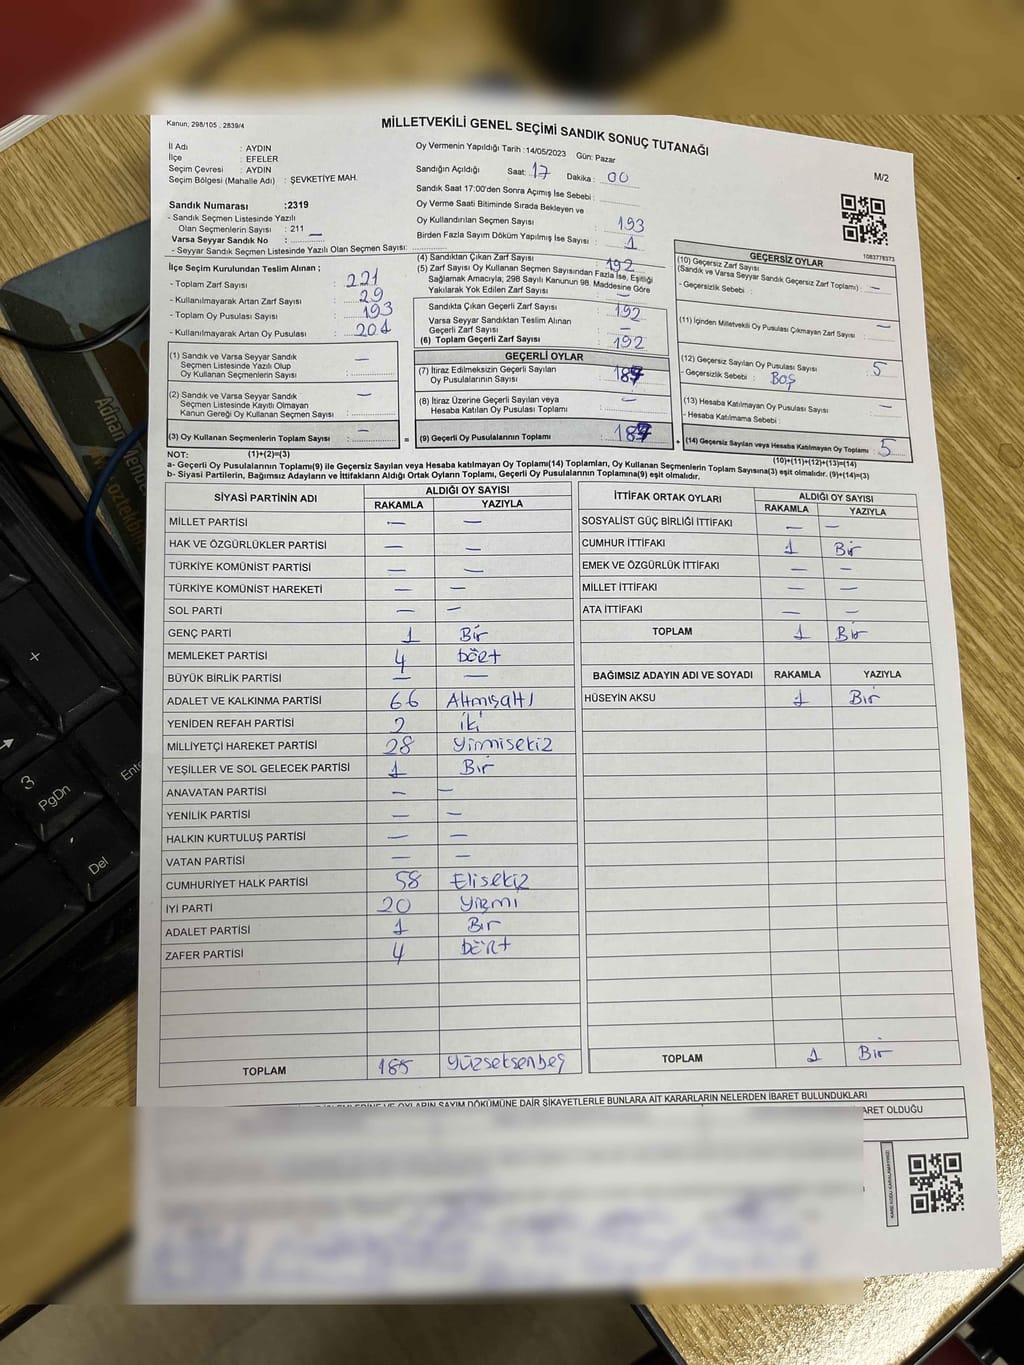 Kanun, 298/105 , 2839/4
MİLLETVEKİLİ GENEL SEÇİMİ SANDIK SONUÇ TUTANAĞI
M/2
İl Adı : AYDIN
İlçe : EFELER
Seçim Çevresi : AYDIN
Seçim Bölgesi (Mahalle Adı) : ŞEVKETİYE MAH.
Sandık Numarası :2319
- Sandık Seçmen Listesinde Yazılı
Olan Seçmenlerin Sayısı : 211
Varsa Seyyar Sandık No : —
- Seyyar Sandık Seçmen Listesinde Yazılı Olan Seçmen Sayısı:
Oy Vermenin Yapıldığı Tarih :14/05/2023 Gün: Pazar
Sandığın Açıldığı Saat: 17 Dakika : 00
Sandık Saat 17:00'den Sonra Açımış İse Sebebi :
Oy Verme Saati Bitiminde Sırada Bekleyen ve
Oy Kullandırılan Seçmen Sayısı : 193
Birden Fazla Sayım Döküm Yapılmış İse Sayısı : 1
1083778373
İlçe Seçim Kurulundan Teslim Alınan ;
- Toplam Zarf Sayısı : 221
- Kullanılmayarak Artan Zarf Sayısı : 29
- Toplam Oy Pusulası Sayısı : 193
- Kullanılmayarak Artan Oy Pusulası : 201
(1) Sandık ve Varsa Seyyar Sandık
Seçmen Listesinde Yazılı Olup
Oy Kullanan Seçmenlerin Sayısı : —
(2) Sandık ve Varsa Seyyar Sandık
Seçmen Listesinde Kayıtlı Olmayan
Kanun Gereği Oy Kullanan Seçmen Sayısı : —
(3) Oy Kullanan Seçmenlerin Toplam Sayısı : —
(1)+(2)=(3)
(4) Sandıktan Çıkan Zarf Sayısı : 192
(5) Zarf Sayısı Oy Kullanan Seçmen Sayısından Fazla İse, Eşitliği
Sağlamak Amacıyla; 298 Sayılı Kanunun 98. Maddesine Göre
Yakılarak Yok Edilen Zarf Sayısı : —
Sandıkta Çıkan Geçerli Zarf Sayısı : 192
Varsa Seyyar Sandıktan Teslim Alınan
Geçerli Zarf Sayısı : —
(6) Toplam Geçerli Zarf Sayısı : 192
GEÇERLİ OYLAR
(7) İtiraz Edilmeksizin Geçerli Sayılan
Oy Pusulalarının Sayısı : 187
(8) İtiraz Üzerine Geçerli Sayılan veya
Hesaba Katılan Oy Pusulası Toplamı : —
= (9) Geçerli Oy Pusulalarının Toplamı : 187 +
GEÇERSİZ OYLAR
(10) Geçersiz Zarf Sayısı
(Sandık ve Varsa Seyyar Sandık Geçersiz Zarf Toplamı) : —
- Geçersizlik Sebebi :
(11) İçinden Milletvekili Oy Pusulası Çıkmayan Zarf Sayısı : —
(12) Geçersiz Sayılan Oy Pusulası Sayısı : 5
- Geçersizlik Sebebi : Boş
(13) Hesaba Katılmayan Oy Pusulası Sayısı : —
- Hesaba Katılmama Sebebi :
(14) Geçersiz Sayılan veya Hesaba Katılmayan Oy Toplamı : 5
(10)+(11)+(12)+(13)=(14)
NOT:
a- Geçerli Oy Pusulasının Toplamı(9) ile Geçersiz Sayılan veya Hesaba Katılmayan Oy Toplamı(14) Toplamları, Oy Kullanan Seçmenlerin Toplam Sayısına(3) eşit olmalıdır. (9)+(14)=(3)
b- Siyasi Partilerin, Bağımsız Adayların ve İttifakların Aldığı Ortak Oyların Toplamı, Geçerli Oy Pusulalarının Toplamına(9) eşit olmalıdır.
SİYASİ PARTİNİN ADI ALDIĞI OY SAYISI
RAKAMLA YAZIYLA
MİLLET PARTİSİ — —
HAK VE ÖZGÜRLÜKLER PARTİSİ — —
TÜRKİYE KOMÜNİST PARTİSİ — —
TÜRKİYE KOMÜNİST HAREKETİ — —
SOL PARTİ — —
GENÇ PARTİ 1 Bir
MEMLEKET PARTİSİ 4 Dört
BÜYÜK BİRLİK PARTİSİ — —
ADALET VE KALKINMA PARTİSİ 66 Altmışaltı
YENİDEN REFAH PARTİSİ 2 iki
MİLLİYETÇİ HAREKET PARTİSİ 28 Yirmisekiz
YEŞİLLER VE SOL GELECEK PARTİSİ 1 Bir
ANAVATAN PARTİSİ — —
YENİLİK PARTİSİ — —
HALKIN KURTULUŞ PARTİSİ — —
VATAN PARTİSİ — —
CUMHURİYET HALK PARTİSİ 58 Elisekiz
İYİ PARTİ 20 Yirmi
ADALET PARTİSİ 1 Bir
ZAFER PARTİSİ 4 Dört
TOPLAM 185 Yüzseksenbeş
İTTİFAK ORTAK OYLARI ALDIĞI OY SAYISI
RAKAMLA YAZIYLA
SOSYALİST GÜÇ BİRLİĞİ İTTİFAKI — —
CUMHUR İTTİFAKI 1 Bir
EMEK VE ÖZGÜRLÜK İTTİFAKI — —
MİLLET İTTİFAKI — —
ATA İTTİFAKI — —
TOPLAM 1 Bir
BAĞIMSIZ ADAYIN ADI VE SOYADI RAKAMLA YAZIYLA
HÜSEYİN AKSU 1 Bir
TOPLAM 1 Bir
OYLARIN SAYIM DÖKÜMÜNE DAİR ŞİKAYETLERLE BUNLARA AİT KARARLARIN NELERDEN İBARET BULUNDUKLARI
ARET OLDUĞU
Adnan
3
PgDn
Del
Ente
+